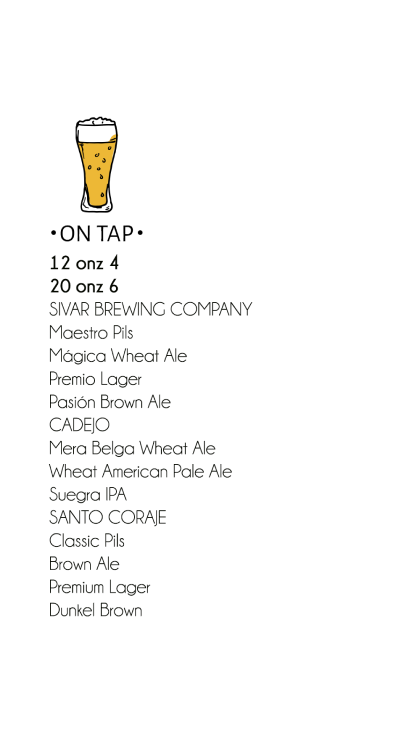 •ON TAP•
12 onz 4
20 onz 6
SIVAR BREWING COMPANY
Maestro Pils
Mágica Wheat Ale
Premio Lager
Pasión Brown Ale
CADEJO
Mera Belga Wheat Ale
Wheat American Pale Ale
Suegra IPA
SANTO CORAJE
Classic Pils
Brown Ale
Premium Lager
Dunkel Brown